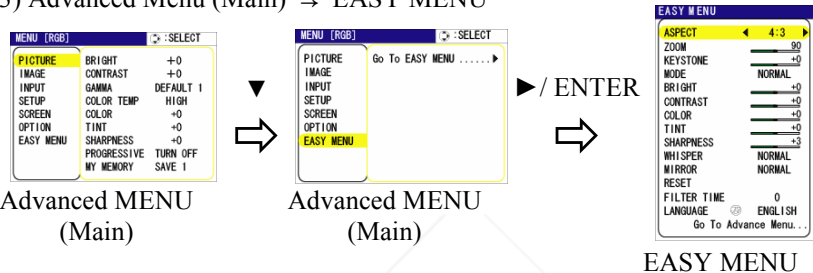 3) Advanced Menu (Main) → EASY MENU
MENU [RGB] :SELECT
PICTURE BRIGHT +0
IMAGE CONTRAST +0
INPUT GAMMA DEFAULT 1
SETUP COLOR TEMP HIGH
SCREEN COLOR +0
OPTION TINT +0
EASY MENU SHARPNESS +0
PROGRESSIVE TURN OFF
MY MEMORY SAVE 1
Advanced MENU
(Main)
▼
MENU [RGB] :SELECT
PICTURE Go To EASY MENU ......▶
IMAGE
INPUT
SETUP
SCREEN
OPTION
EASY MENU
Advanced MENU
(Main)
►/ ENTER
EASY MENU
ASPECT ◀ 4:3 ▶
ZOOM 90
KEYSTONE +0
MODE NORMAL
BRIGHT +0
CONTRAST +0
COLOR +0
TINT +0
SHARPNESS +3
WHISPER NORMAL
MIRROR NORMAL
RESET
FILTER TIME 0
LANGUAGE ENGLISH
Go To Advance Menu...
EASY MENU